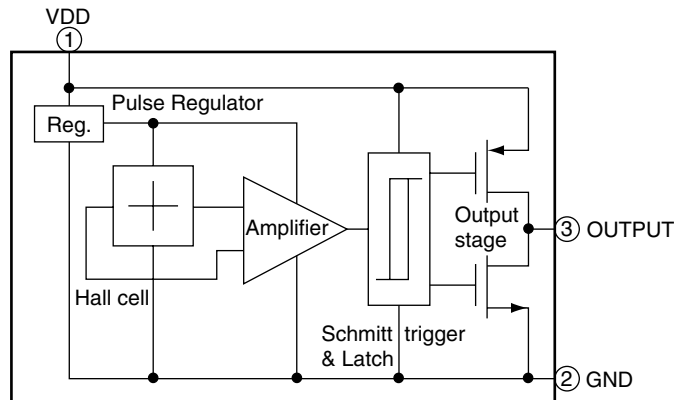 VDD
1
Pulse Regulator
Reg.
Amplifier
Output
stage
3 OUTPUT
Hall cell
Schmitt trigger
& Latch
2 GND